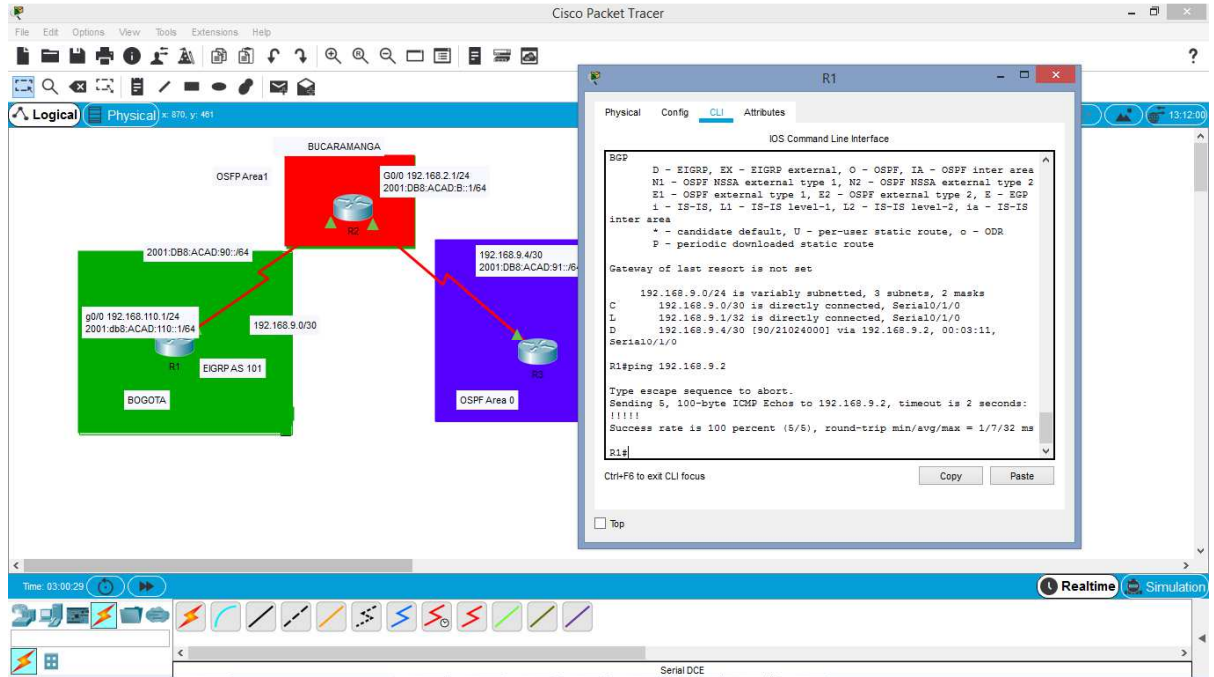 Cisco Packet Tracer
File Edit Options View Tools Extensions Help
Logical
Physical x: 870, y: 461
13:12:00
BUCARAMANGA
OSFP Area1
G0/0 192.168.2.1/24
2001:DB8:ACAD:B::1/64
R2
2001:DB8:ACAD:90::/64
192.168.9.4/30
2001:DB8:ACAD:91::/64
g0/0 192.168.110.1/24
2001:db8:ACAD:110::1/64
192.168.9.0/30
R1
EIGRP AS 101
R3
BOGOTA
OSPF Area 0
R1
Physical Config CLI Attributes
IOS Command Line Interface
BGP
D - EIGRP, EX - EIGRP external, O - OSPF, IA - OSPF inter area
N1 - OSPF NSSA external type 1, N2 - OSPF NSSA external type 2
E1 - OSPF external type 1, E2 - OSPF external type 2, E - EGP
i - IS-IS, L1 - IS-IS level-1, L2 - IS-IS level-2, ia - IS-IS
inter area
* - candidate default, U - per-user static route, o - ODR
P - periodic downloaded static route
Gateway of last resort is not set
192.168.9.0/24 is variably subnetted, 3 subnets, 2 masks
C 192.168.9.0/30 is directly connected, Serial0/1/0
L 192.168.9.1/32 is directly connected, Serial0/1/0
D 192.168.9.4/30 [90/21024000] via 192.168.9.2, 00:03:11,
Serial0/1/0
R1#ping 192.168.9.2
Type escape sequence to abort.
Sending 5, 100-byte ICMP Echos to 192.168.9.2, timeout is 2 seconds:
!!!!!
Success rate is 100 percent (5/5), round-trip min/avg/max = 1/7/32 ms
R1#
Ctrl+F6 to exit CLI focus
Copy
Paste
Top
Time: 03:00:29
Realtime
Simulation
Serial DCE